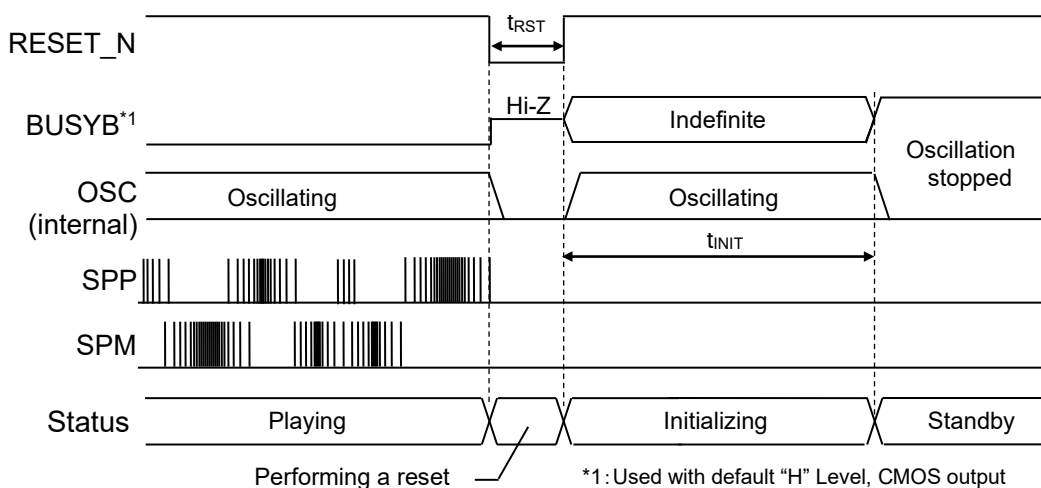 tRST
RESET_N
Hi-Z
BUSYB*1
Indefinite
Oscillation
stopped
OSC
(internal)
Oscillating
Oscillating
tINIT
SPP
SPM
Status
Playing
Initializing
Standby
Performing a reset
*1:Used with default “H” Level, CMOS output